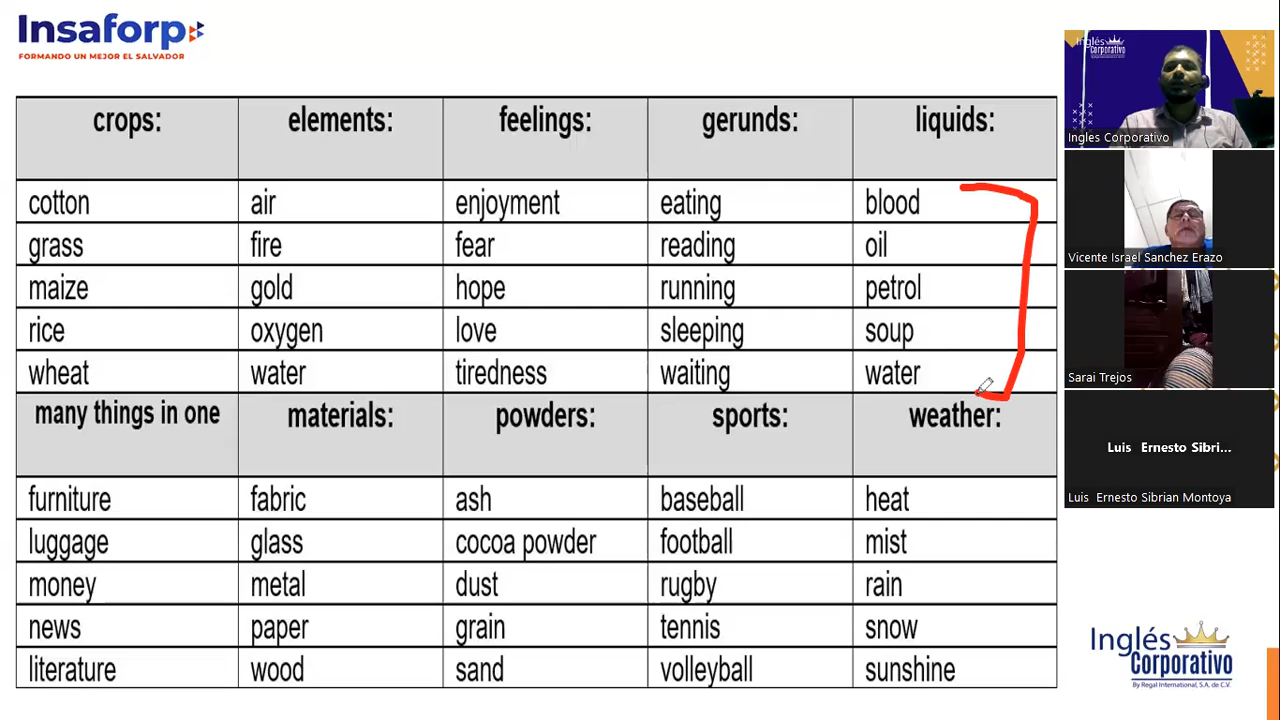 Insaforp
FORMANDO UN MEJOR EL SALVADOR
crops: elements: feelings: gerunds: liquids:
cotton air enjoyment eating blood
grass fire fear reading oil
maize gold hope running petrol
rice oxygen love sleeping soup
wheat water tiredness waiting water
many things in one materials: powders: sports: weather:
furniture fabric ash baseball heat
luggage glass cocoa powder football mist
money metal dust rugby rain
news paper grain tennis snow
literature wood sand volleyball sunshine
Inglés
Corporativo
Ingles Corporativo
Vicente Israel Sanchez Erazo
Sarai Trejos
Luis Ernesto Sibri...
Luis Ernesto Sibrian Montoya
Inglés
Corporativo
By Regal International, S.A. de C.V.